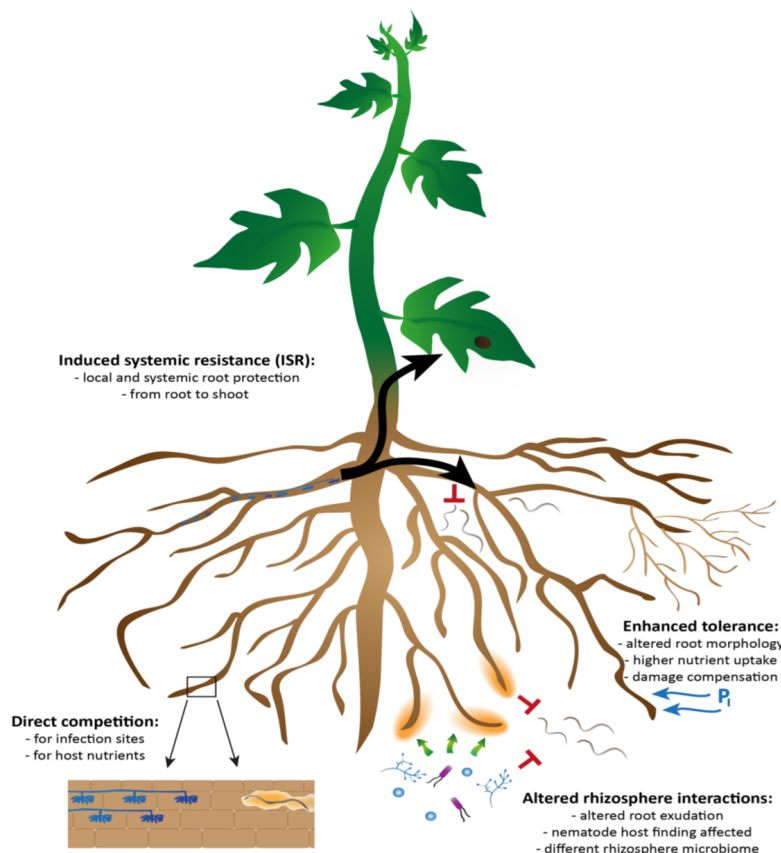 Induced systemic resistance (ISR):
- local and systemic root protection
- from root to shoot
Enhanced tolerance:
- altered root morphology
- higher nutrient uptake
- damage compensation
Pi
Direct competition:
- for infection sites
- for host nutrients
Altered rhizosphere interactions:
- altered root exudation
- nematode host finding affected
- different rhizosphere microbiome